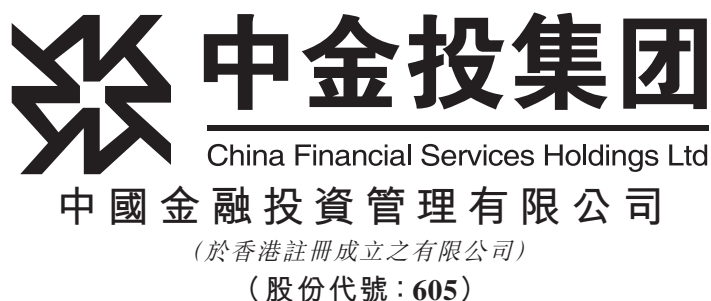 中金投集团
China Financial Services Holdings Ltd
中國金融投資管理有限公司
(於香港註冊成立之有限公司)
(股份代號：605)